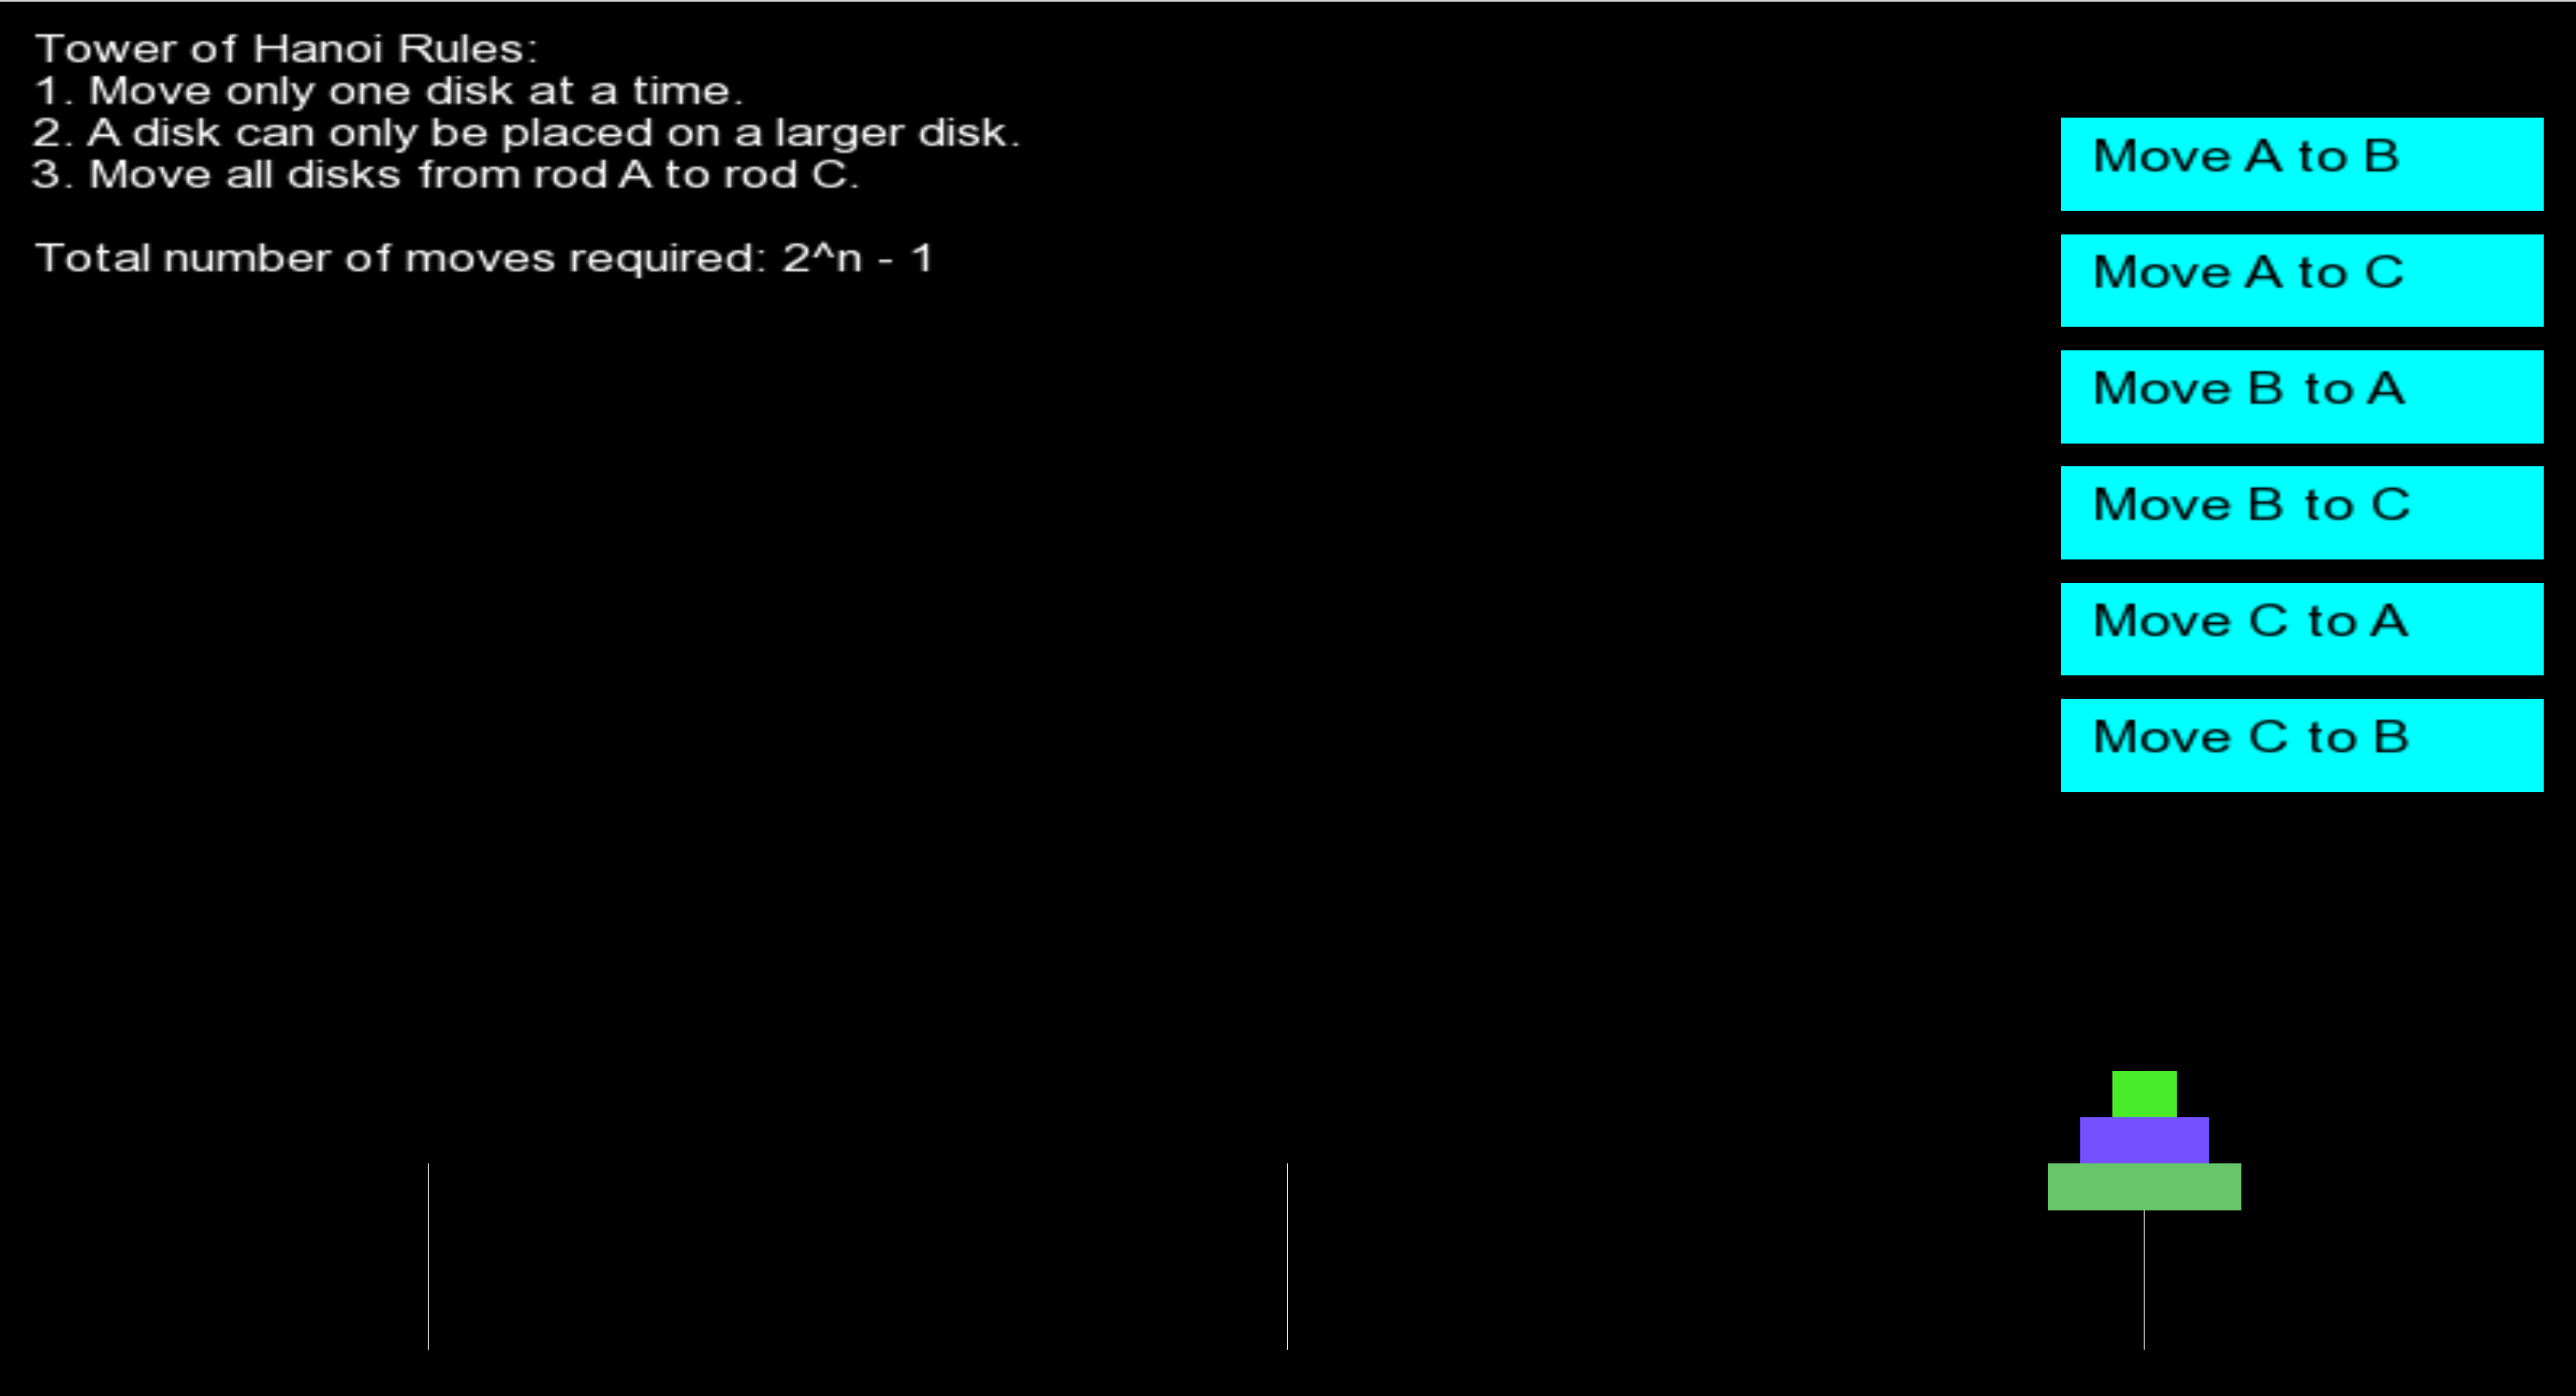 Tower of Hanoi Rules:
1. Move only one disk at a time.
2. A disk can only be placed on a larger disk.
3. Move all disks from rod A to rod C.
Total number of moves required: 2^n - 1
Move A to B
Move A to C
Move B to A
Move B to C
Move C to A
Move C to B